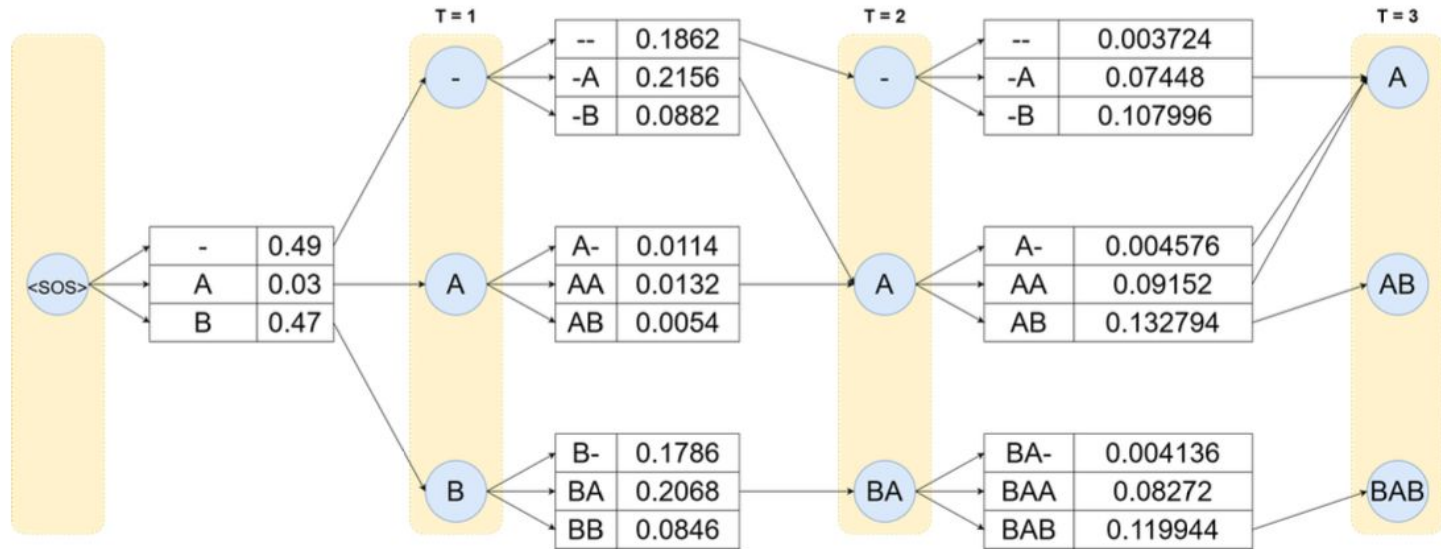 T = 1
T = 2
T = 3
<SOS>
- 0.49
A 0.03
B 0.47
-
A
B
-- 0.1862
-A 0.2156
-B 0.0882
A- 0.0114
AA 0.0132
AB 0.0054
B- 0.1786
BA 0.2068
BB 0.0846
-
A
BA
-- 0.003724
-A 0.07448
-B 0.107996
A- 0.004576
AA 0.09152
AB 0.132794
BA- 0.004136
BAA 0.08272
BAB 0.119944
A
AB
BAB